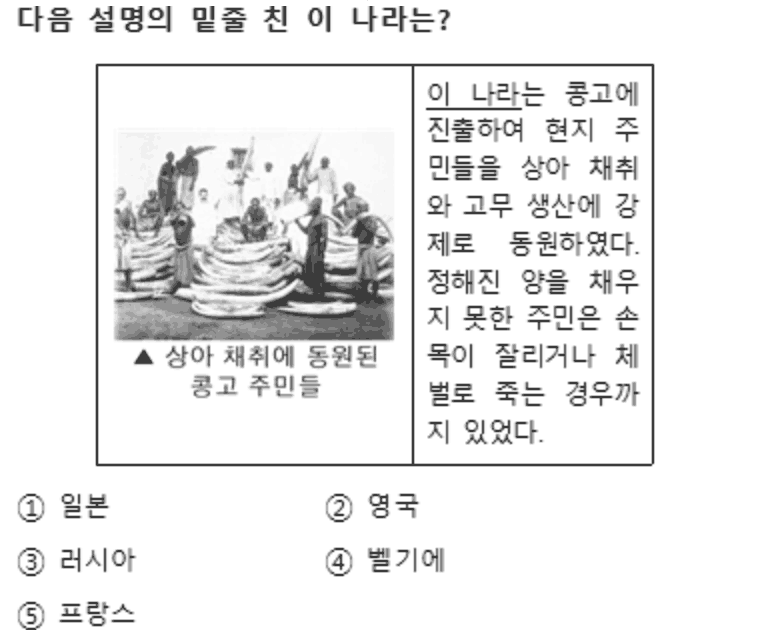 다음 설명의 밑줄 친 이 나라는?
▲ 상아 채취에 동원된
콩고 주민들
이 나라는 콩고에
진출하여 현지 주
민들을 상아 채취
와 고무 생산에 강
제로 동원하였다.
정해진 양을 채우
지 못한 주민은 손
목이 잘리거나 체
벌로 죽는 경우까
지 있었다.
① 일본
② 영국
③ 러시아
④ 벨기에
⑤ 프랑스